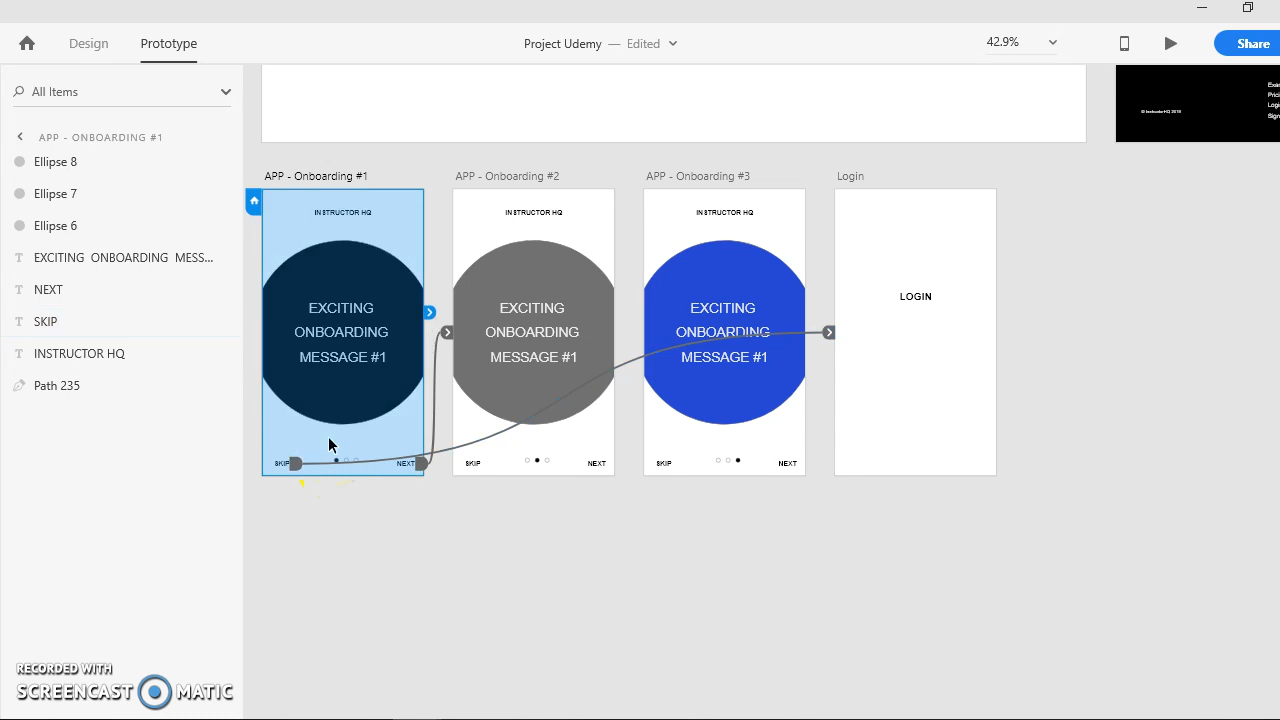 Design
Prototype
Project Udemy — Edited
42.9%
Share
All Items
APP - ONBOARDING #1
Ellipse 8
Ellipse 7
Ellipse 6
EXCITING ONBOARDING MESS...
NEXT
SKIP
INSTRUCTOR HQ
Path 235
APP - Onboarding #1
INSTRUCTOR HQ
EXCITING
ONBOARDING
MESSAGE #1
SKIP
NEXT
APP - Onboarding #2
INSTRUCTOR HQ
EXCITING
ONBOARDING
MESSAGE #1
SKIP
NEXT
APP - Onboarding #3
INSTRUCTOR HQ
EXCITING
ONBOARDING
MESSAGE #1
SKIP
NEXT
Login
LOGIN
RECORDED WITH
SCREENCAST MATIC